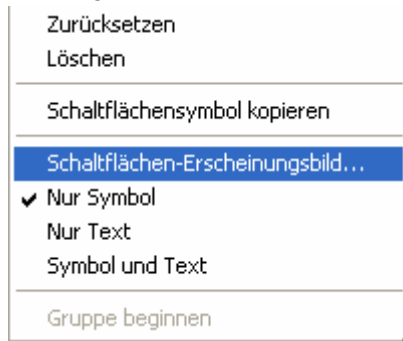 Zurücksetzen
Löschen
Schaltflächensymbol kopieren
Schaltflächen-Erscheinungsbild...
Nur Symbol
Nur Text
Symbol und Text
Gruppe beginnen